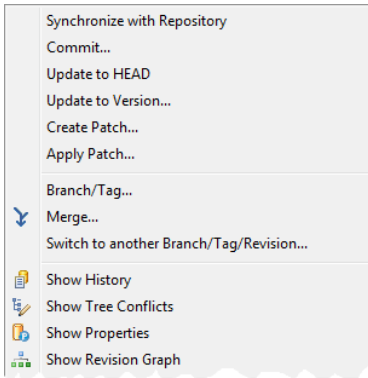 Synchronize with Repository
Commit...
Update to HEAD
Update to Version...
Create Patch...
Apply Patch...
Branch/Tag...
Merge...
Switch to another Branch/Tag/Revision...
Show History
Show Tree Conflicts
Show Properties
Show Revision Graph